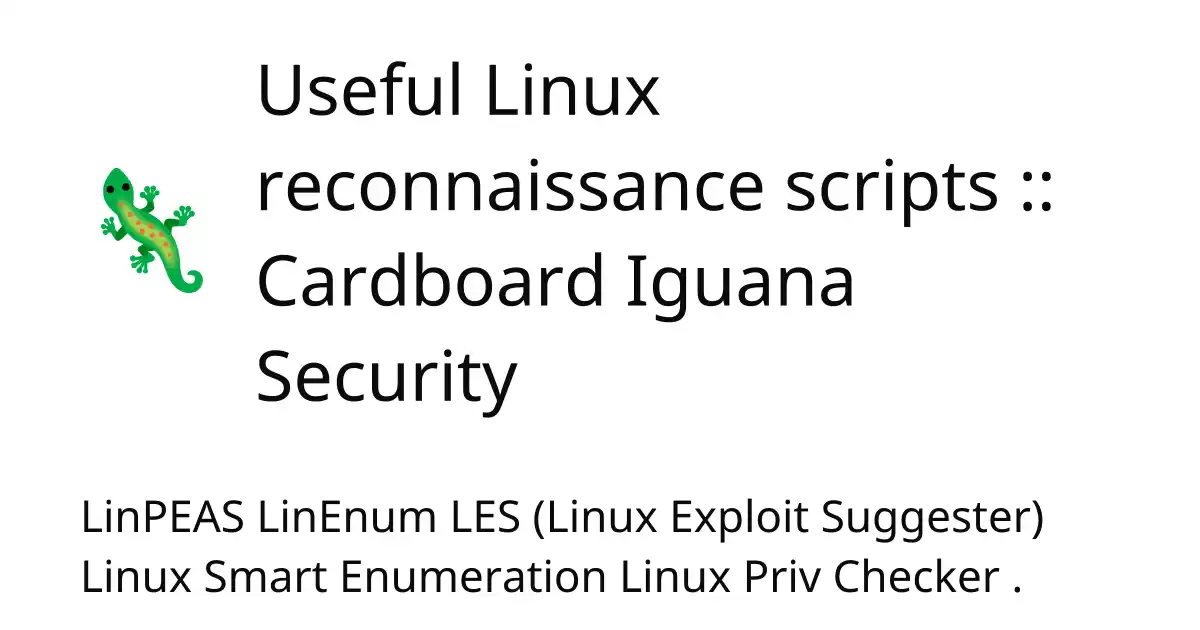 Useful Linux
reconnaissance scripts ::
Cardboard Iguana
Security
LinPEAS LinEnum LES (Linux Exploit Suggester)
Linux Smart Enumeration Linux Priv Checker .